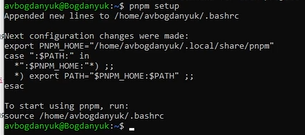 avbogdanyuk@Bogdanyuk:~$ pnpm setup
Appended new lines to /home/avbogdanyuk/.bashrc

Next configuration changes were made:
export PNPM_HOME="/home/avbogdanyuk/.local/share/pnpm"
case ":$PATH:" in
  *":$PNPM_HOME:"*) ;;
  *) export PATH="$PNPM_HOME:$PATH" ;;
esac

To start using pnpm, run:
source /home/avbogdanyuk/.bashrc
avbogdanyuk@Bogdanyuk:~$